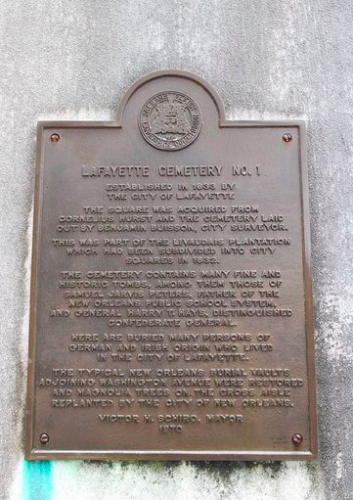 LAFAYETTE CEMETERY NO. 1
ESTABLISHED IN 1833 BY
THE CITY OF LAFAYETTE
THE SQUARE WAS ACQUIRED FROM
CORNELIUS HURST AND THE CEMETERY LAID
OUT BY BENJAMIN BUISSON, CITY SURVEYOR.
THIS WAS PART OF THE LIVAUDAIS PLANTATION
WHICH HAD BEEN SUBDIVIDED INTO CITY
SQUARES IN 1832.
THE CEMETERY CONTAINS MANY FINE AND
HISTORIC TOMBS, AMONG THEM THOSE OF
SAMUEL JARVIS PETERS, FATHER OF THE
NEW ORLEANS PUBLIC SCHOOL SYSTEM,
AND GENERAL HARRY T. HAYS, DISTINGUISHED
CONFEDERATE GENERAL.
HERE ARE BURIED MANY PERSONS OF
GERMAN AND IRISH ORIGIN WHO LIVED
IN THE CITY OF LAFAYETTE.
THE TYPICAL NEW ORLEANS BURIAL VAULTS
ADJOINING WASHINGTON AVENUE WERE RESTORED
AND MAGNOLIA TREES ON THE CROSS AISLE
REPLANTED BY THE CITY OF NEW ORLEANS.
VICTOR H. SCHIRO, MAYOR
1970